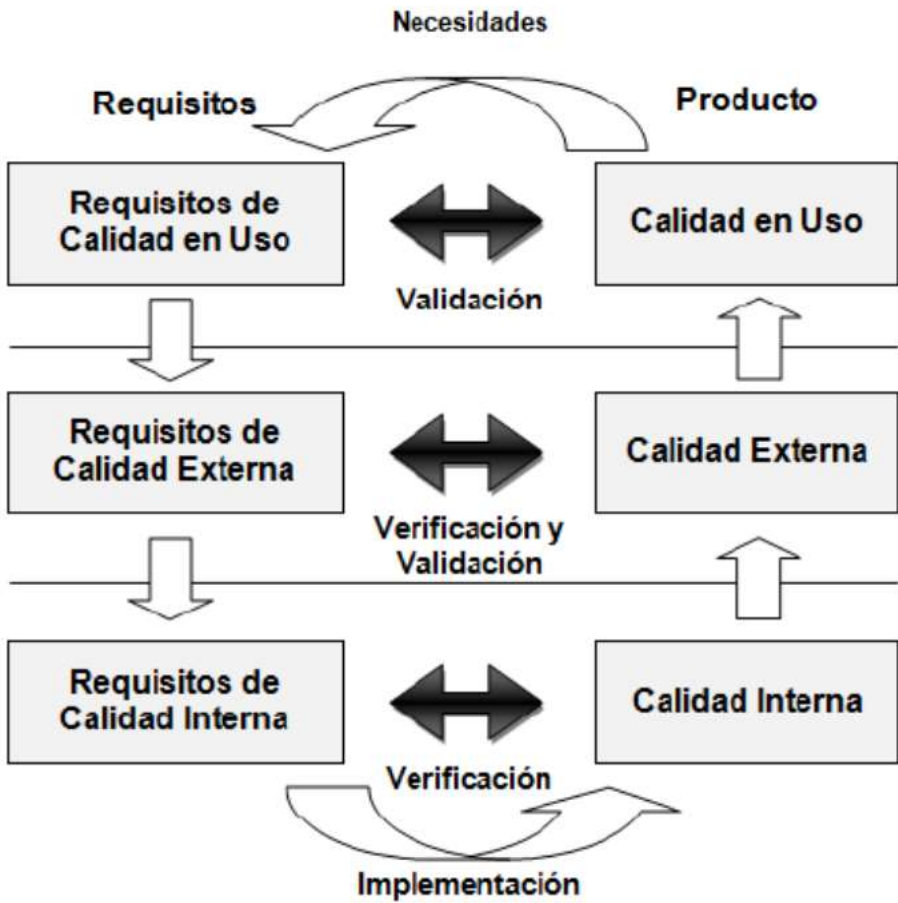 Necesidades
Requisitos
Producto
Requisitos de
Calidad en Uso
Calidad en Uso
Validación
Requisitos de
Calidad Externa
Calidad Externa
Verificación y
Validación
Requisitos de
Calidad Interna
Calidad Interna
Verificación
Implementación